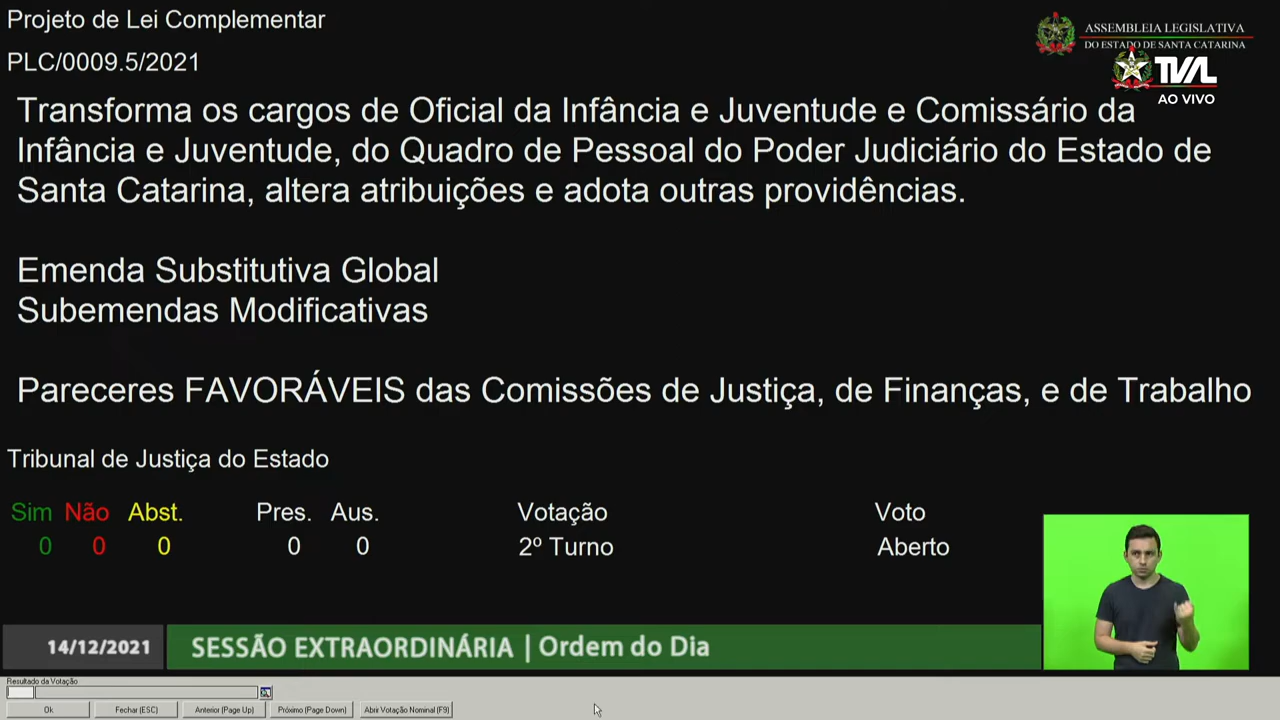 Projeto de Lei Complementar
PLC/0009.5/2021
ASSEMBLEIA LEGISLATIVA
DO ESTADO DE SANTA CATARINA
TVAL
AO VIVO
Transforma os cargos de Oficial da Infância e Juventude e Comissário da
Infância e Juventude, do Quadro de Pessoal do Poder Judiciário do Estado de
Santa Catarina, altera atribuições e adota outras providências.
Emenda Substitutiva Global
Subemendas Modificativas
Pareceres FAVORÁVEIS das Comissões de Justiça, de Finanças, e de Trabalho
Tribunal de Justiça do Estado
Sim Não Abst. Pres. Aus. Votação Voto
0 0 0 0 0 2º Turno Aberto
14/12/2021 SESSÃO EXTRAORDINÁRIA | Ordem do Dia
Resultado da Votação
Ok Fechar (ESC) Anterior (Page Up) Próximo (Page Down) Abrir Votação Nominal (F9)